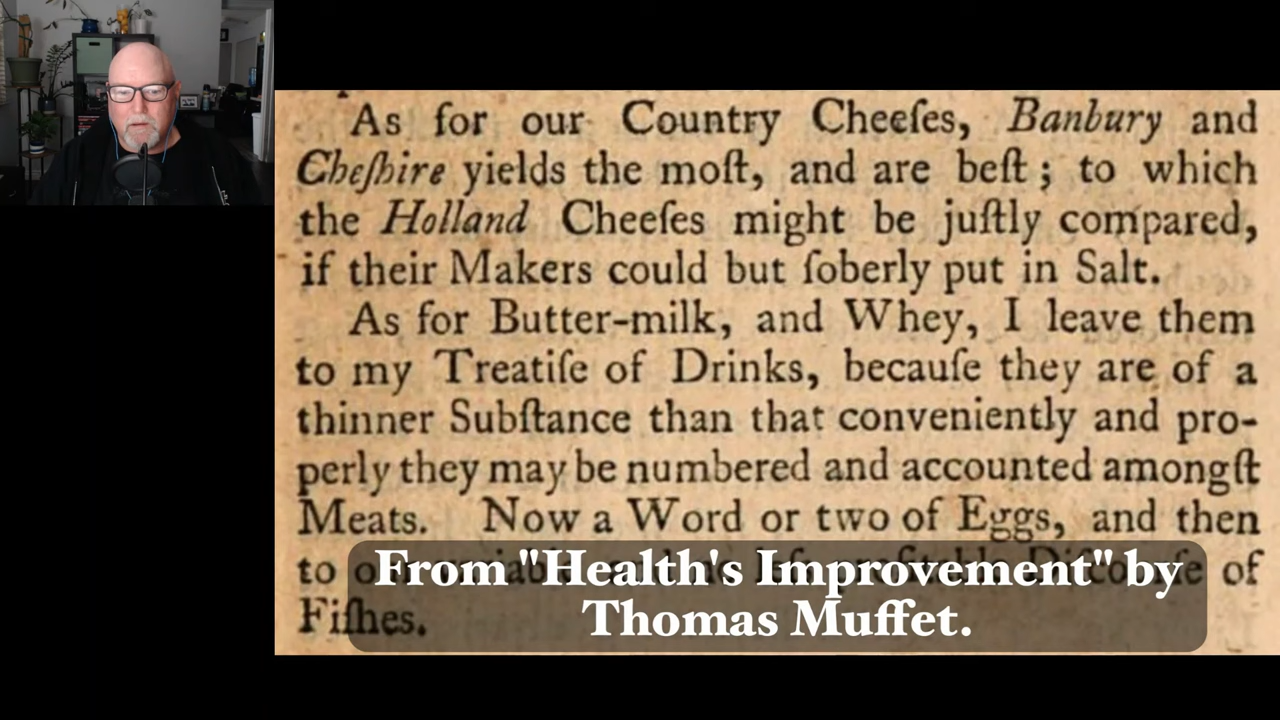 As for our Country Cheeſes, Banbury and
Cheſhire yields the moſt, and are beſt; to which
the Holland Cheeſes might be juſtly compared,
if their Makers could but ſoberly put in Salt.
As for Butter-milk, and Whey, I leave them
to my Treatiſe of Drinks, becauſe they are of a
thinner Subſtance than that conveniently and pro-
perly they may be numbered and accounted amongſt
Meats. Now a Word or two of Eggs, and then
to of
Fiſhes.
From "Health's Improvement" by
Thomas Muffet.